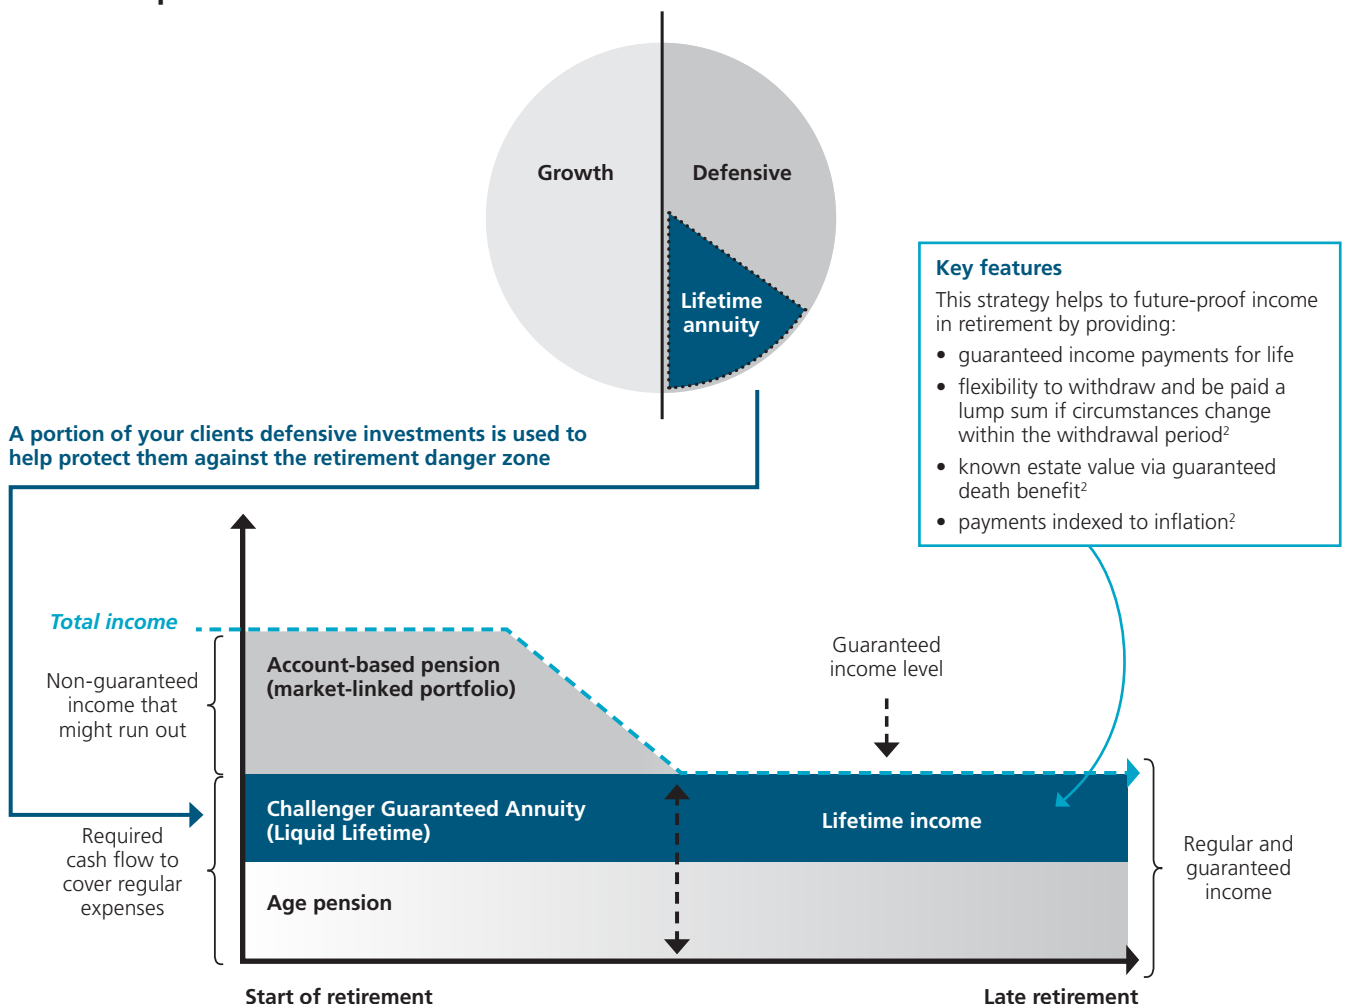 Growth
Defensive
Lifetime
annuity
Key features
This strategy helps to future-proof income
in retirement by providing:
• guaranteed income payments for life
• flexibility to withdraw and be paid a
lump sum if circumstances change
within the withdrawal period²
• known estate value via guaranteed
death benefit²
• payments indexed to inflation².
A portion of your clients defensive investments is used to
help protect them against the retirement danger zone
Total income
Non-guaranteed
income that
might run out
Account-based pension
(market-linked portfolio)
Guaranteed
income level
Required
cash flow to
cover regular
expenses
Challenger Guaranteed Annuity
(Liquid Lifetime)
Lifetime income
Regular and
guaranteed
income
Age pension
Start of retirement
Late retirement